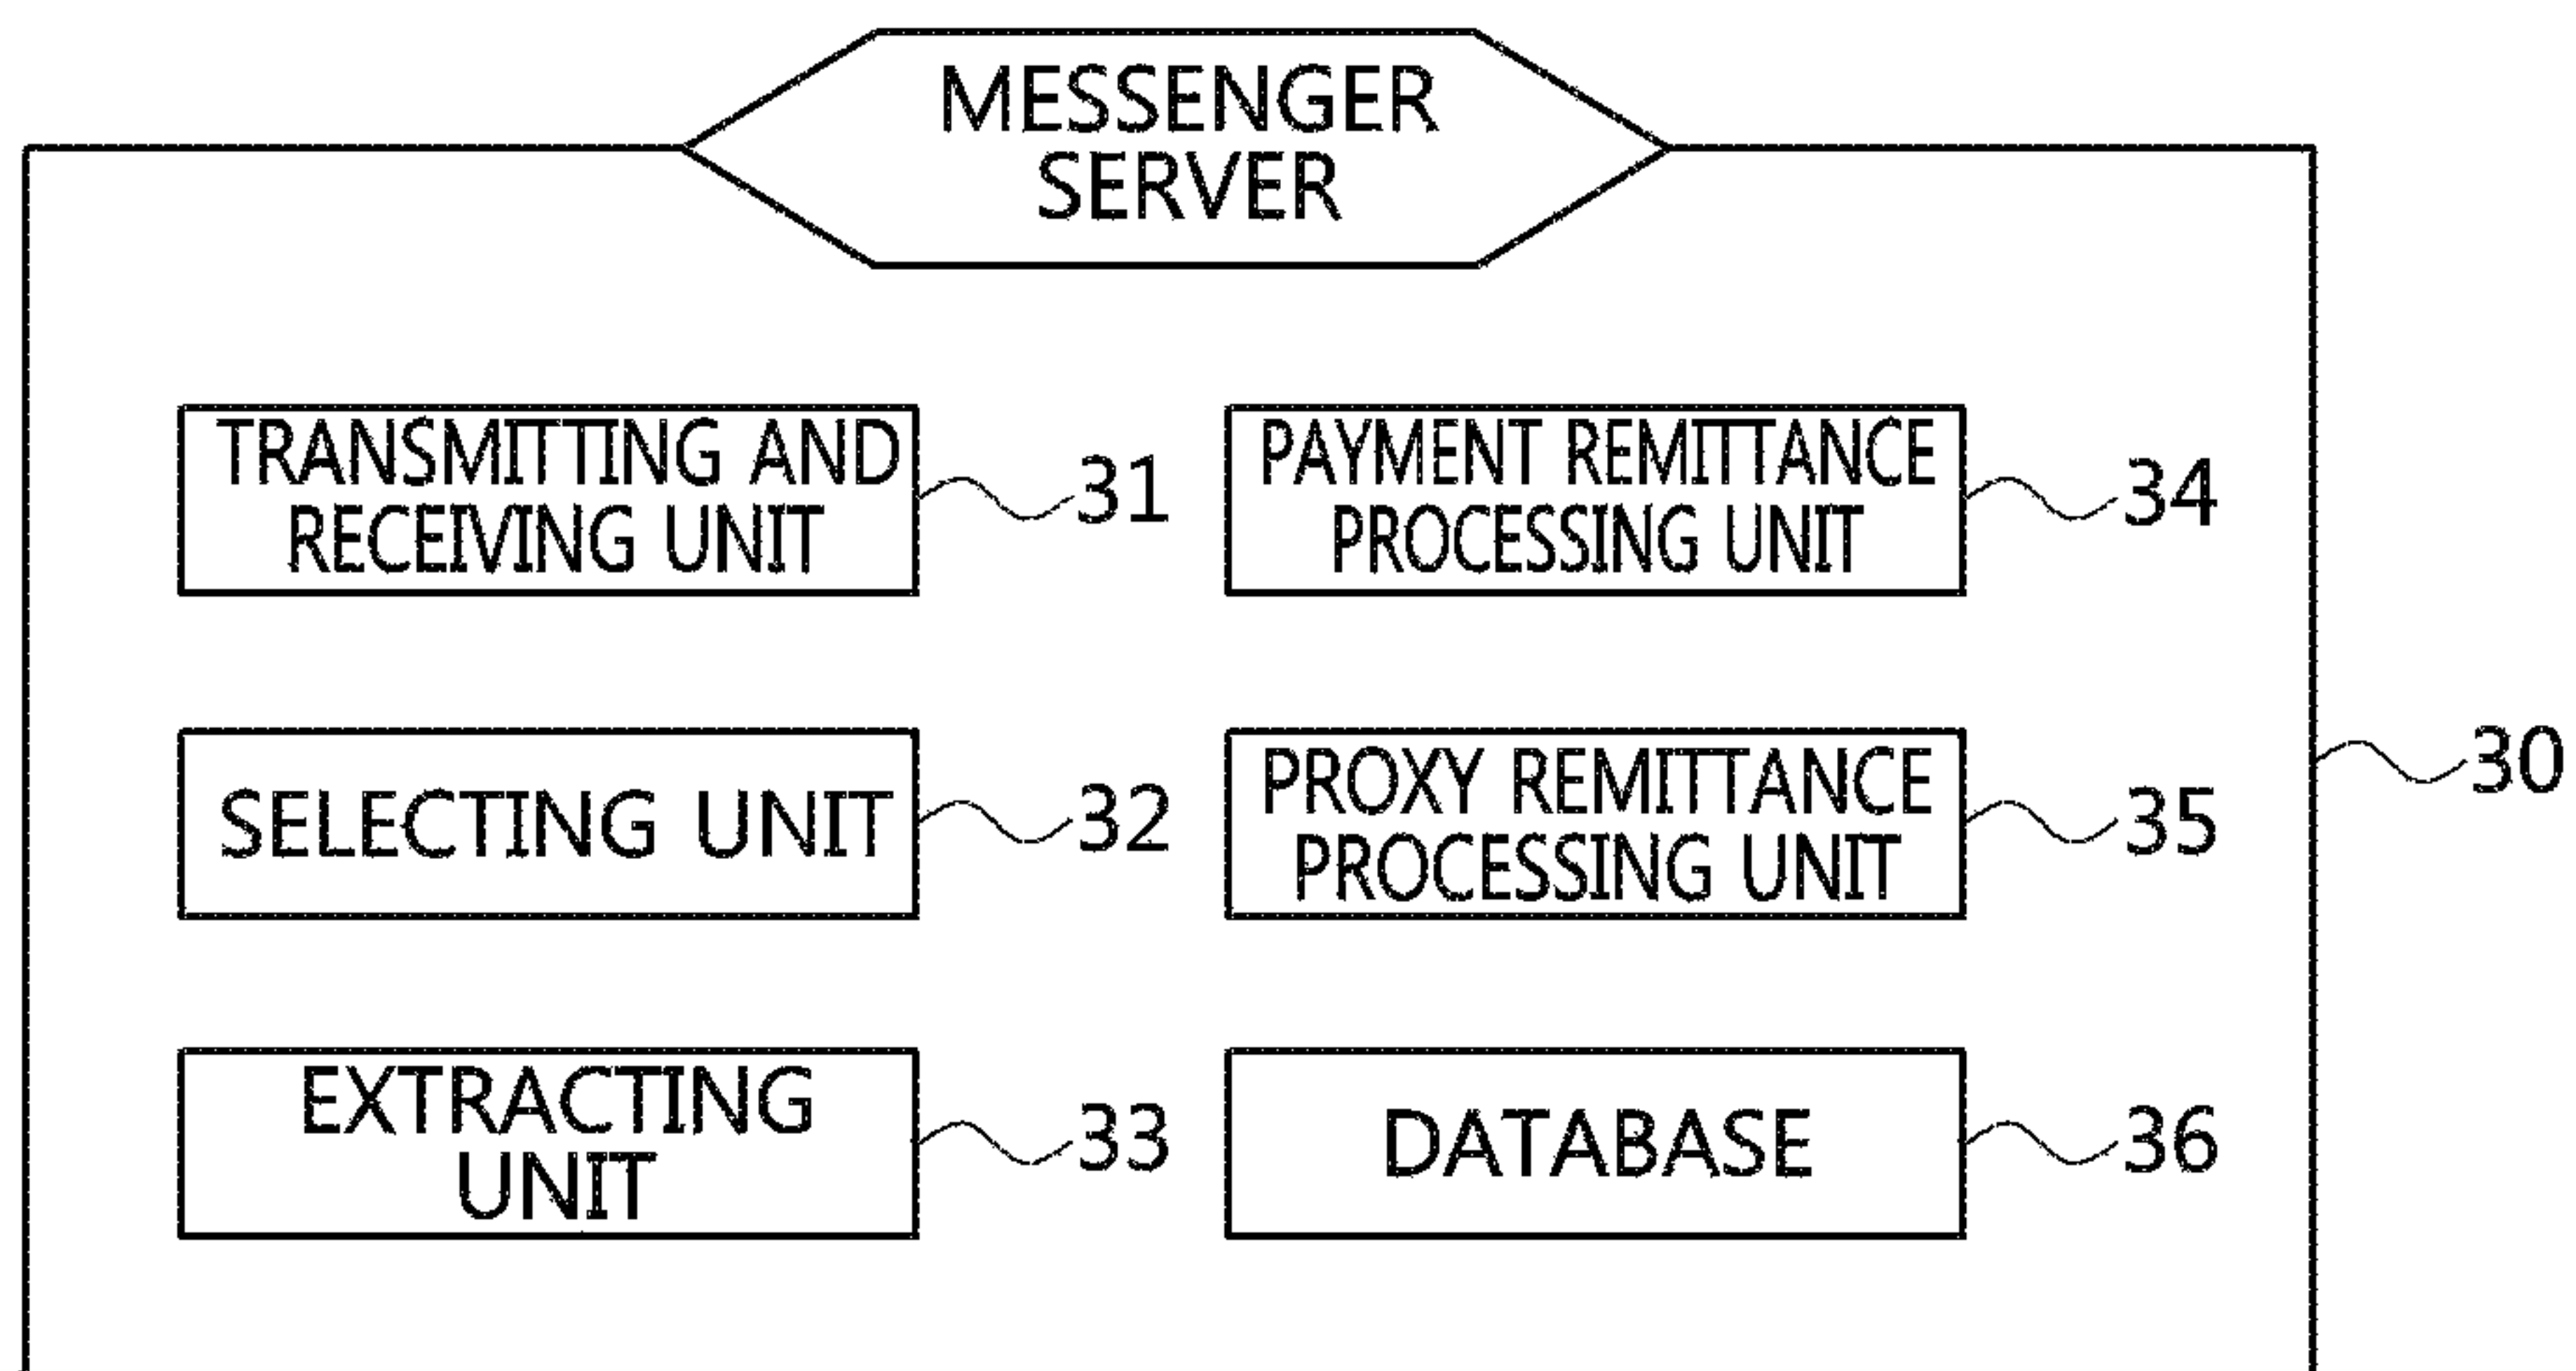 MESSENGER
SERVER
TRANSMITTING AND
RECEIVING UNIT
31
PAYMENT REMITTANCE
PROCESSING UNIT
34
SELECTING UNIT
32
PROXY REMITTANCE
PROCESSING UNIT
35
30
EXTRACTING
UNIT
33
DATABASE
36